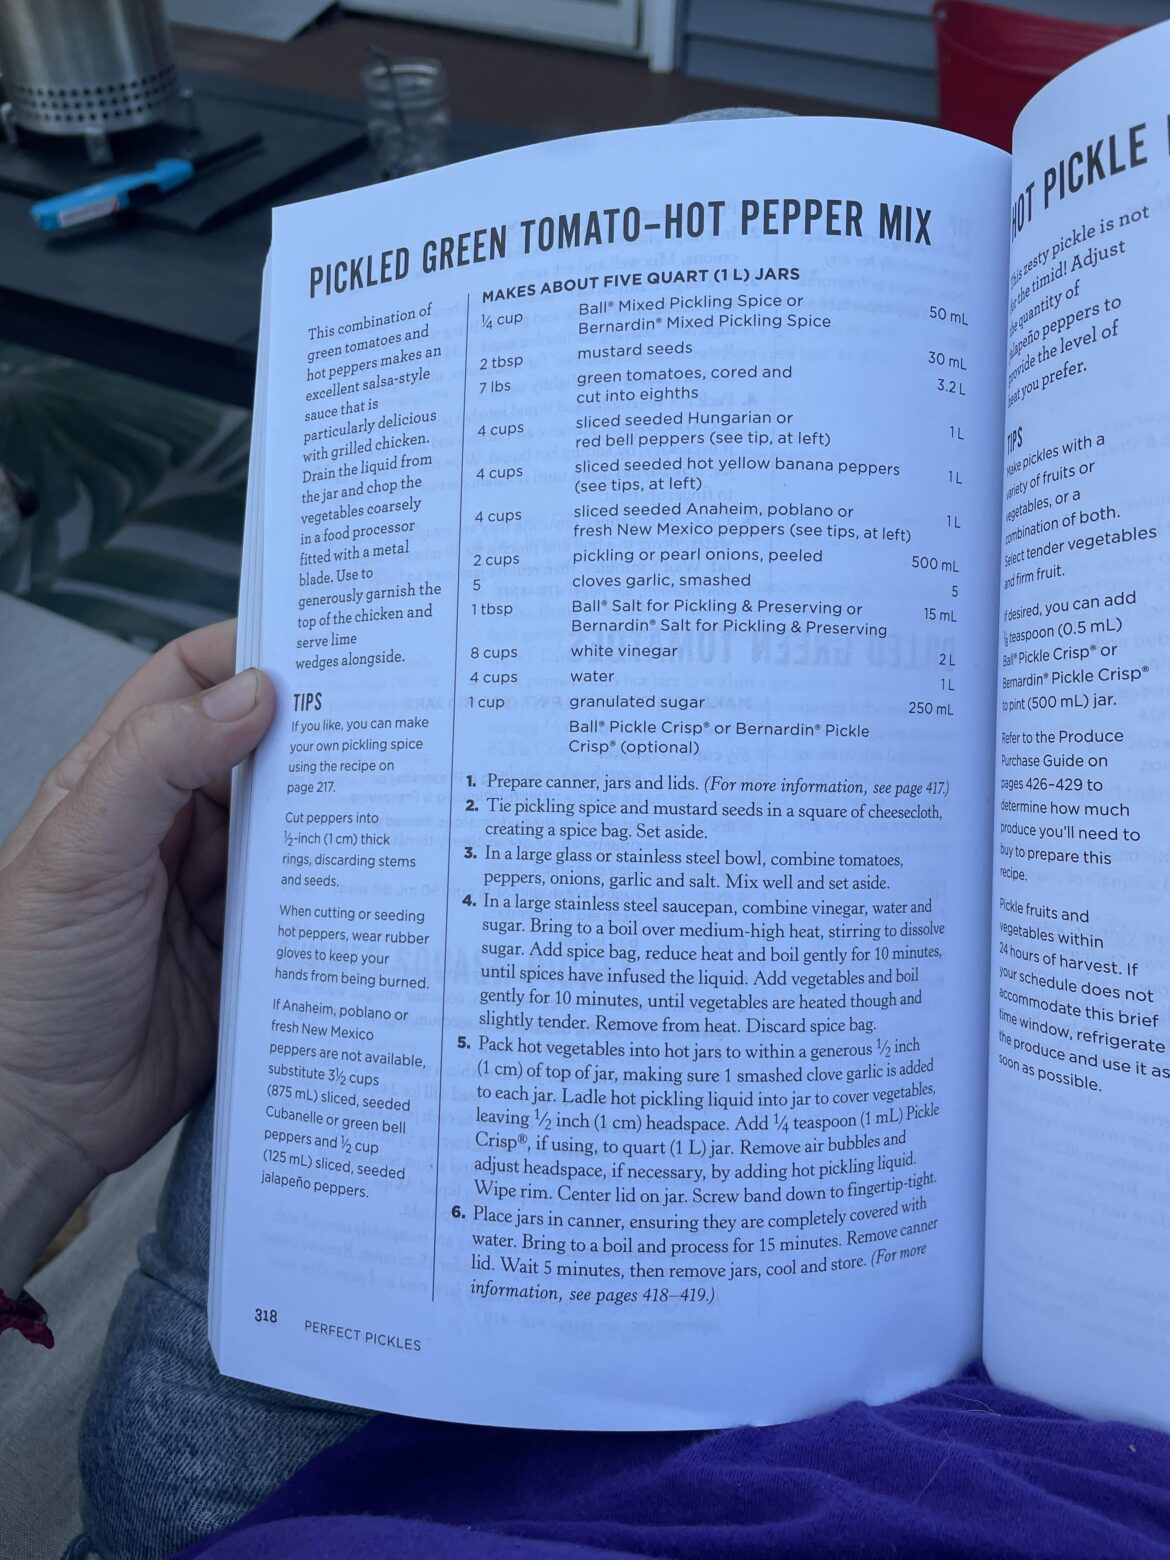 PICKLED GREEN TOMATO–HOT PEPPER MIX
This combination of
green tomatoes and
hot peppers makes an
excellent salsa-style
sauce that is
particularly delicious
with grilled chicken.
Drain the liquid from
the jar and chop the
vegetables coarsely
in a food processor
fitted with a metal
blade. Use to
generously garnish the
top of the chicken and
serve lime
wedges alongside.
TIPS
If you like, you can make
your own pickling spice
using the recipe on
page 217.
Cut peppers into
½-inch (1 cm) thick
rings, discarding stems
and seeds.
When cutting or seeding
hot peppers, wear rubber
gloves to keep your
hands from being burned.
If Anaheim, poblano or
fresh New Mexico
peppers are not available,
substitute 3½ cups
(875 mL) sliced, seeded
Cubanelle or green bell
peppers and ½ cup
(125 mL) sliced, seeded
jalapeño peppers.
MAKES ABOUT FIVE QUART (1 L) JARS
¼ cup Ball® Mixed Pickling Spice or 50 mL
Bernardin® Mixed Pickling Spice
2 tbsp mustard seeds 30 mL
7 lbs green tomatoes, cored and 3.2 L
cut into eighths
4 cups sliced seeded Hungarian or 1 L
red bell peppers (see tip, at left)
4 cups sliced seeded hot yellow banana peppers 1 L
(see tips, at left)
4 cups sliced seeded Anaheim, poblano or 1 L
fresh New Mexico peppers (see tips, at left)
2 cups pickling or pearl onions, peeled 500 mL
5 cloves garlic, smashed 5
1 tbsp Ball® Salt for Pickling & Preserving or 15 mL
Bernardin® Salt for Pickling & Preserving
8 cups white vinegar 2 L
4 cups water 1 L
1 cup granulated sugar 250 mL
Ball® Pickle Crisp® or Bernardin® Pickle
Crisp® (optional)
1. Prepare canner, jars and lids. (For more information, see page 417.)
2. Tie pickling spice and mustard seeds in a square of cheesecloth,
creating a spice bag. Set aside.
3. In a large glass or stainless steel bowl, combine tomatoes,
peppers, onions, garlic and salt. Mix well and set aside.
4. In a large stainless steel saucepan, combine vinegar, water and
sugar. Bring to a boil over medium-high heat, stirring to dissolve
sugar. Add spice bag, reduce heat and boil gently for 10 minutes,
until spices have infused the liquid. Add vegetables and boil
gently for 10 minutes, until vegetables are heated though and
slightly tender. Remove from heat. Discard spice bag.
5. Pack hot vegetables into hot jars to within a generous ½ inch
(1 cm) of top of jar, making sure 1 smashed clove garlic is added
to each jar. Ladle hot pickling liquid into jar to cover vegetables,
leaving ½ inch (1 cm) headspace. Add ¼ teaspoon (1 mL) Pickle
Crisp®, if using, to quart (1 L) jar. Remove air bubbles and
adjust headspace, if necessary, by adding hot pickling liquid.
Wipe rim. Center lid on jar. Screw band down to fingertip-tight.
6. Place jars in canner, ensuring they are completely covered with
water. Bring to a boil and process for 15 minutes. Remove canner
lid. Wait 5 minutes, then remove jars, cool and store. (For more
information, see pages 418–419.)
318 PERFECT PICKLES
HOT PICKLE
This zesty pickle is not
for the timid! Adjust
the quantity of
jalapeño peppers to
provide the level of
heat you prefer.
TIPS
Make pickles with a
variety of fruits or
vegetables, or a
combination of both.
Select tender vegetables
and firm fruit.
If desired, you can add
⅛ teaspoon (0.5 mL)
Ball® Pickle Crisp® or
Bernardin® Pickle Crisp®
to pint (500 mL) jar.
Refer to the Produce
Purchase Guide on
pages 426–429 to
determine how much
produce you'll need to
buy to prepare this
recipe.
Pickle fruits and
vegetables within
24 hours of harvest. If
your schedule does not
accommodate this brief
time window, refrigerate
the produce and use it as
soon as possible.